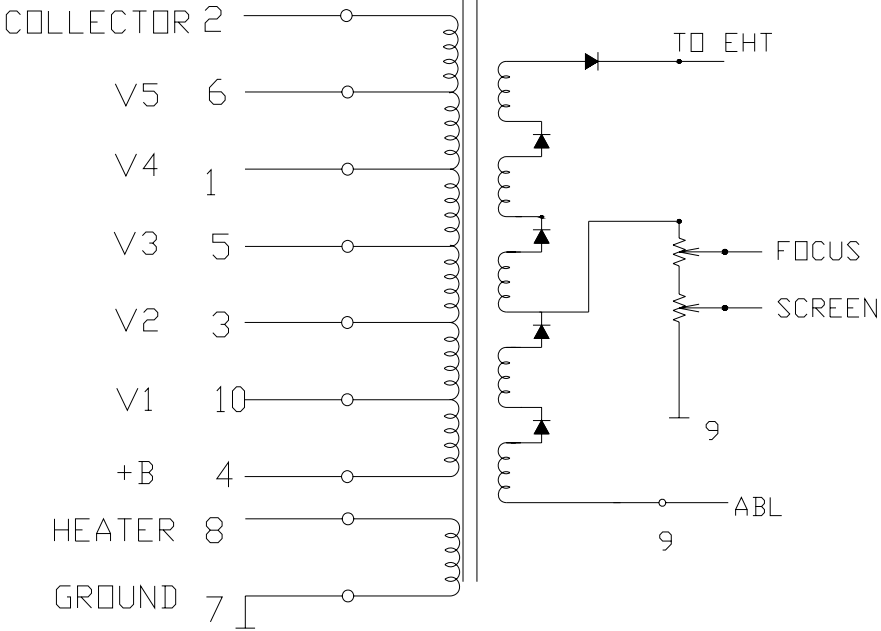 COLLECTOR 2
TO EHT
V5 6
V4 1
V3 5
FOCUS
V2 3
SCREEN
V1 10
9
+B 4
ABL
HEATER 8
9
GROUND 7